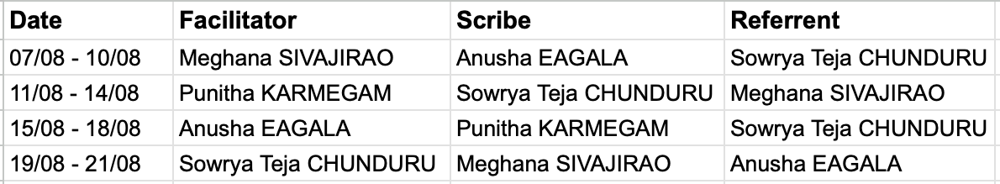 Date Facilitator Scribe Referrent
07/08 - 10/08 Meghana SIVAJIRAO Anusha EAGALA Sowrya Teja CHUNDURU
11/08 - 14/08 Punitha KARMEGAM Sowrya Teja CHUNDURU Meghana SIVAJIRAO
15/08 - 18/08 Anusha EAGALA Punitha KARMEGAM Sowrya Teja CHUNDURU
19/08 - 21/08 Sowrya Teja CHUNDURU Meghana SIVAJIRAO Anusha EAGALA